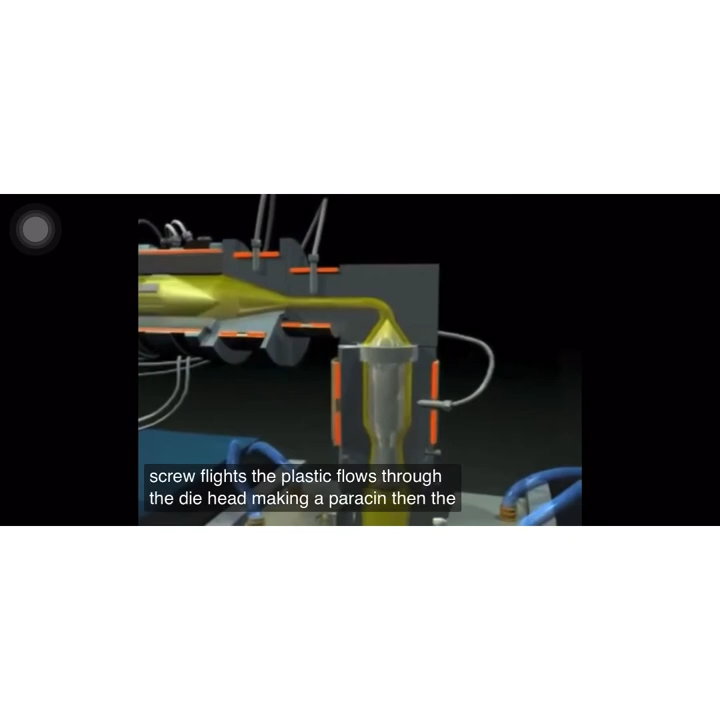 screw flights the plastic flows through
the die head making a paracin then the